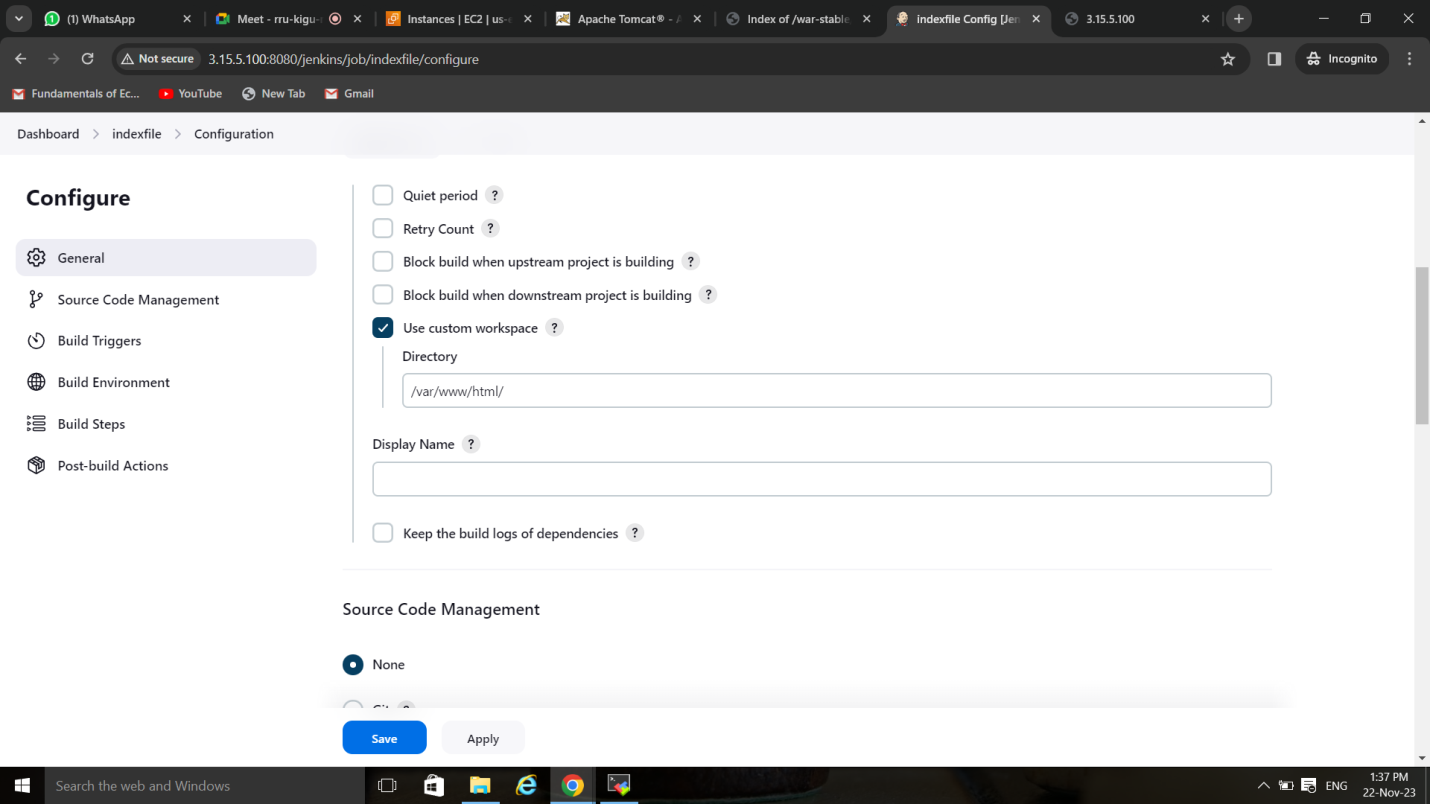 (1) WhatsApp
Meet - rru-kigu-
Instances | EC2 | us-e
Apache Tomcat® - A
Index of /war-stable
indexfile Config [Jen
3.15.5.100
Not secure
3.15.5.100:8080/jenkins/job/indexfile/configure
Incognito
Fundamentals of Ec...
YouTube
New Tab
Gmail
Dashboard
indexfile
Configuration
Configure
General
Source Code Management
Build Triggers
Build Environment
Build Steps
Post-build Actions
Quiet period ?
Retry Count ?
Block build when upstream project is building ?
Block build when downstream project is building ?
Use custom workspace ?
Directory
/var/www/html/
Display Name ?
Keep the build logs of dependencies ?
Source Code Management
None
Git ?
Save
Apply
Search the web and Windows
ENG
1:37 PM
22-Nov-23